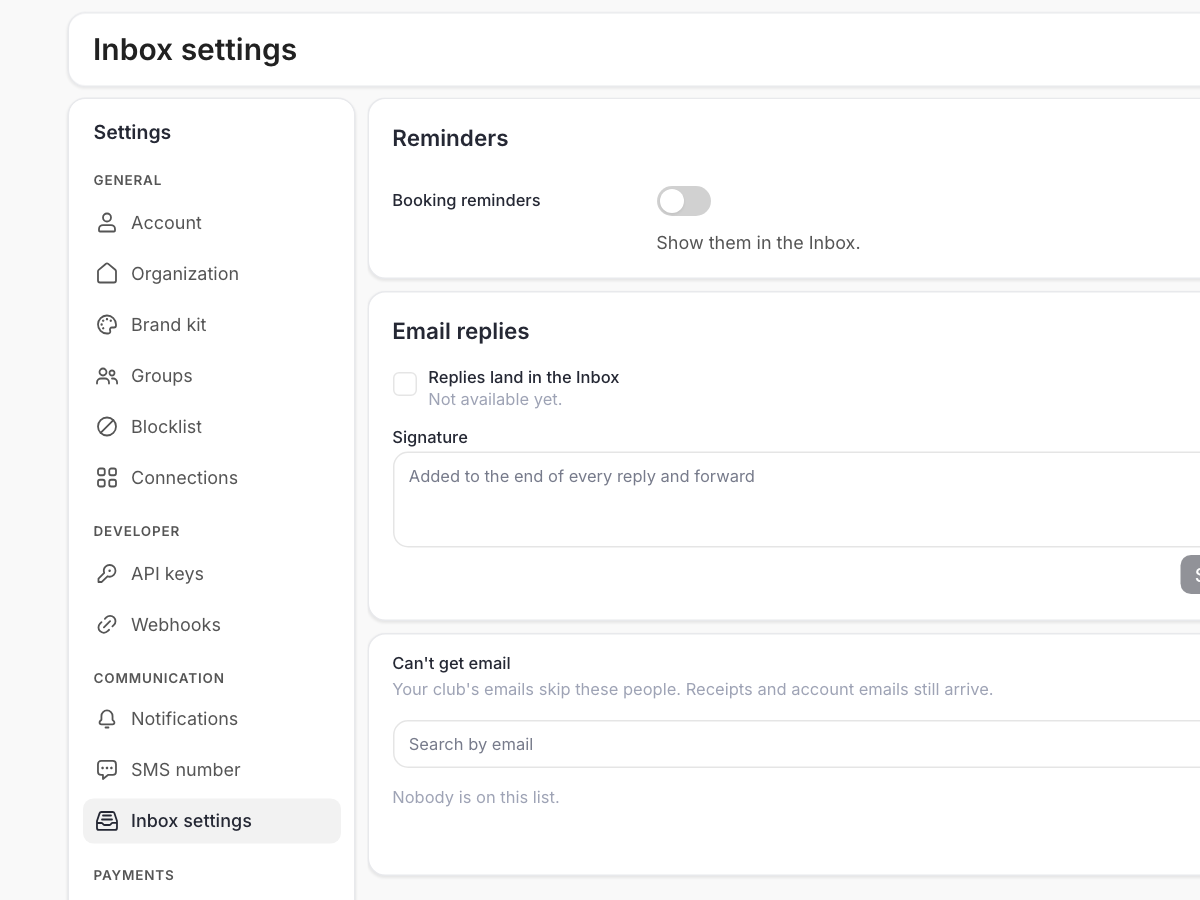 Inbox settings
Settings
GENERAL
Account
Organization
Brand kit
Groups
Blocklist
Connections
DEVELOPER
API keys
Webhooks
COMMUNICATION
Notifications
SMS number
Inbox settings
PAYMENTS
Reminders
Booking reminders
Show them in the Inbox.
Email replies
Replies land in the Inbox
Not available yet.
Signature
Added to the end of every reply and forward
Can't get email
Your club's emails skip these people. Receipts and account emails still arrive.
Search by email
Nobody is on this list.